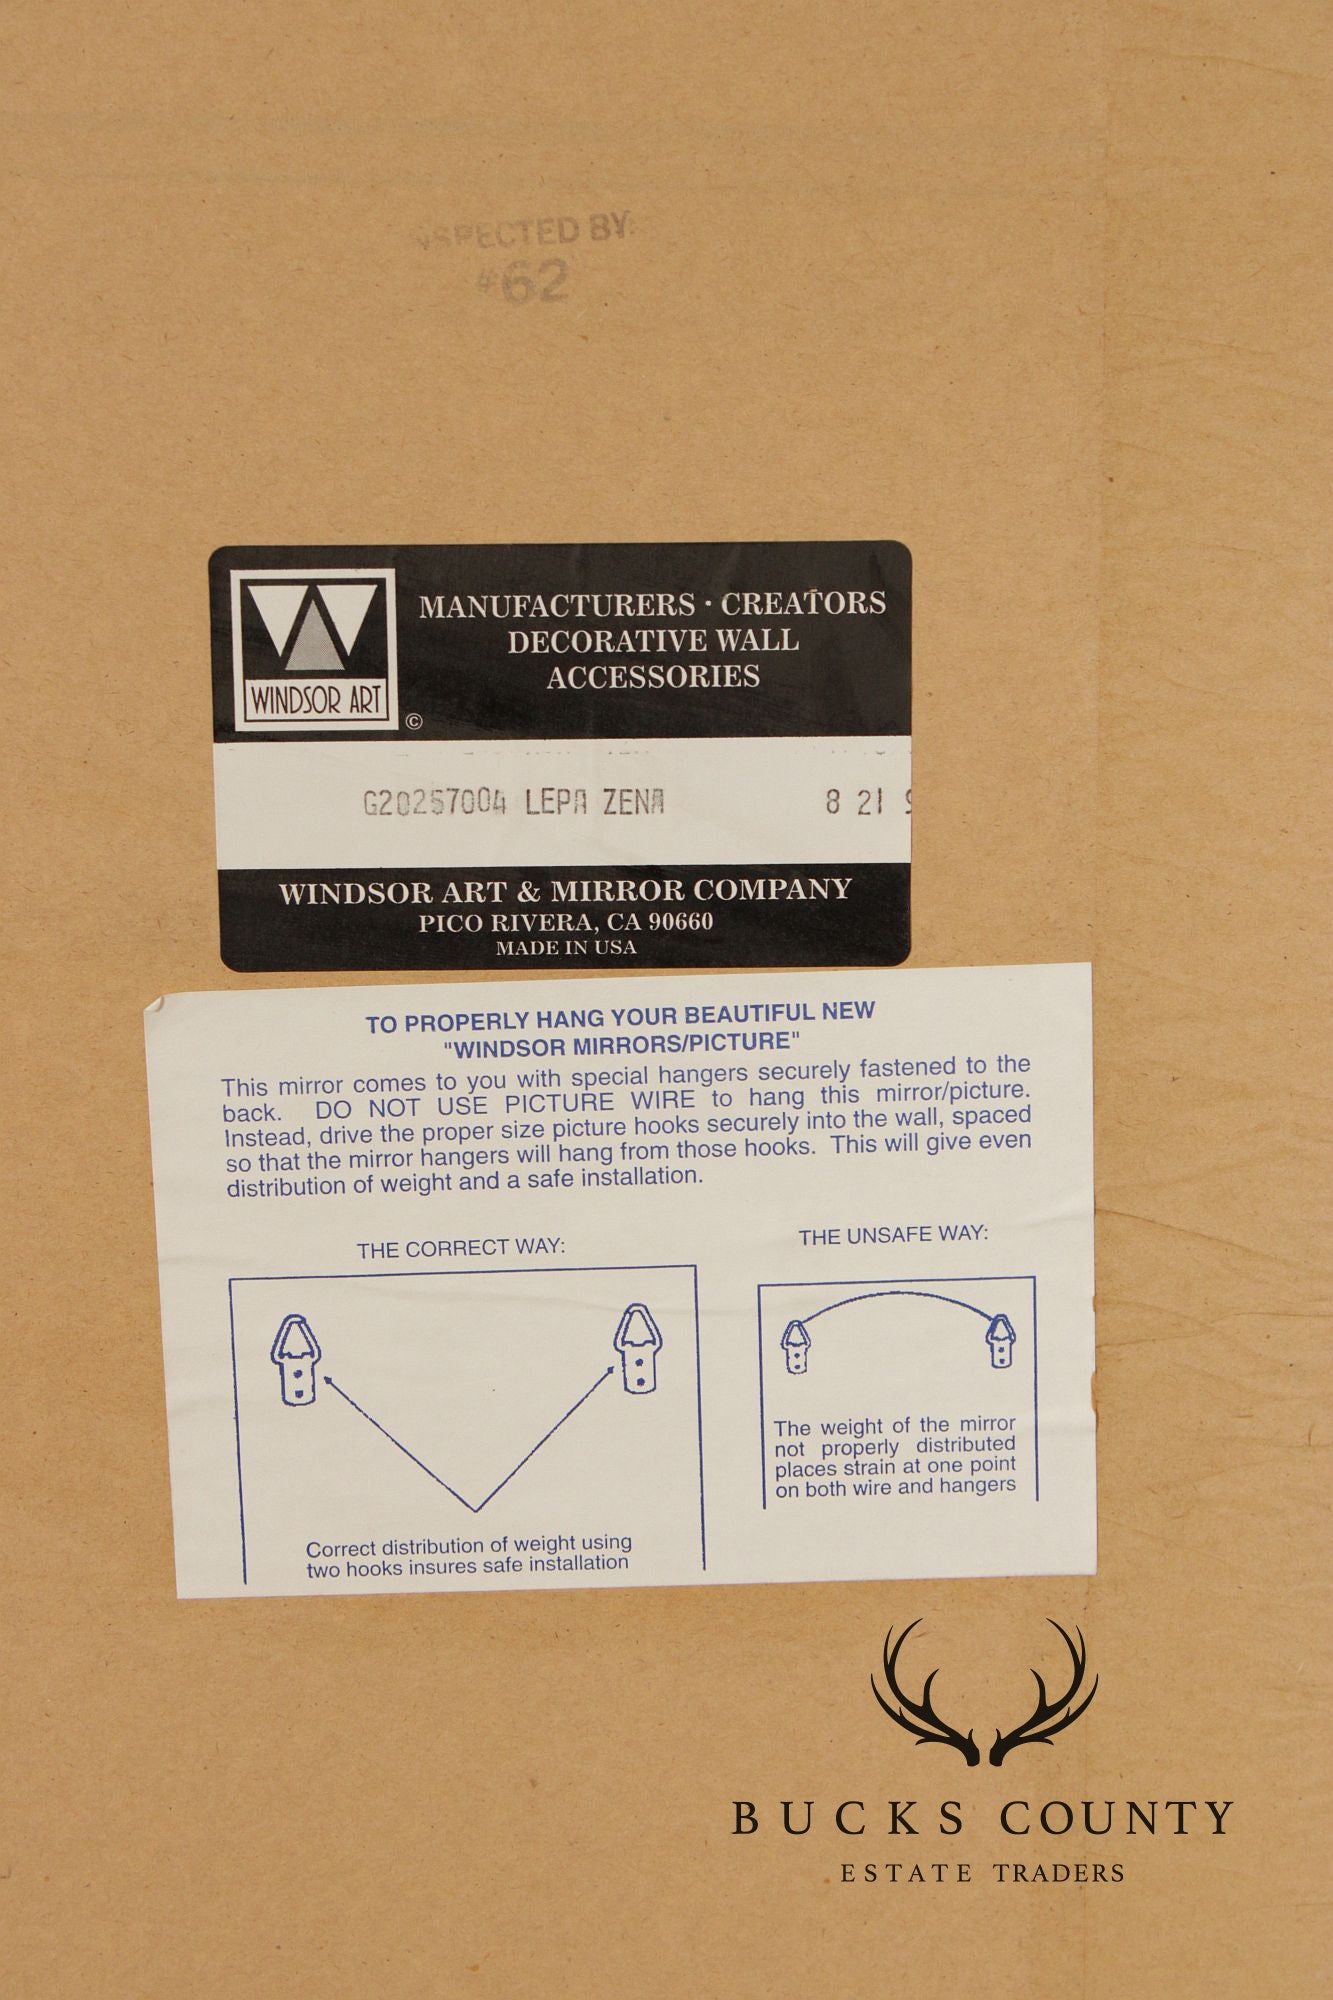 INSPECTED BY:
#62
MANUFACTURERS · CREATORS
DECORATIVE WALL
ACCESSORIES
WINDSOR ART
©
G20257004 LEPA ZENA 8 21 9
WINDSOR ART & MIRROR COMPANY
PICO RIVERA, CA 90660
MADE IN USA
TO PROPERLY HANG YOUR BEAUTIFUL NEW
"WINDSOR MIRRORS/PICTURE"
This mirror comes to you with special hangers securely fastened to the
back. DO NOT USE PICTURE WIRE to hang this mirror/picture.
Instead, drive the proper size picture hooks securely into the wall, spaced
so that the mirror hangers will hang from those hooks. This will give even
distribution of weight and a safe installation.
THE CORRECT WAY:
Correct distribution of weight using
two hooks insures safe installation
THE UNSAFE WAY:
The weight of the mirror
not properly distributed
places strain at one point
on both wire and hangers
BUCKS COUNTY
ESTATE TRADERS